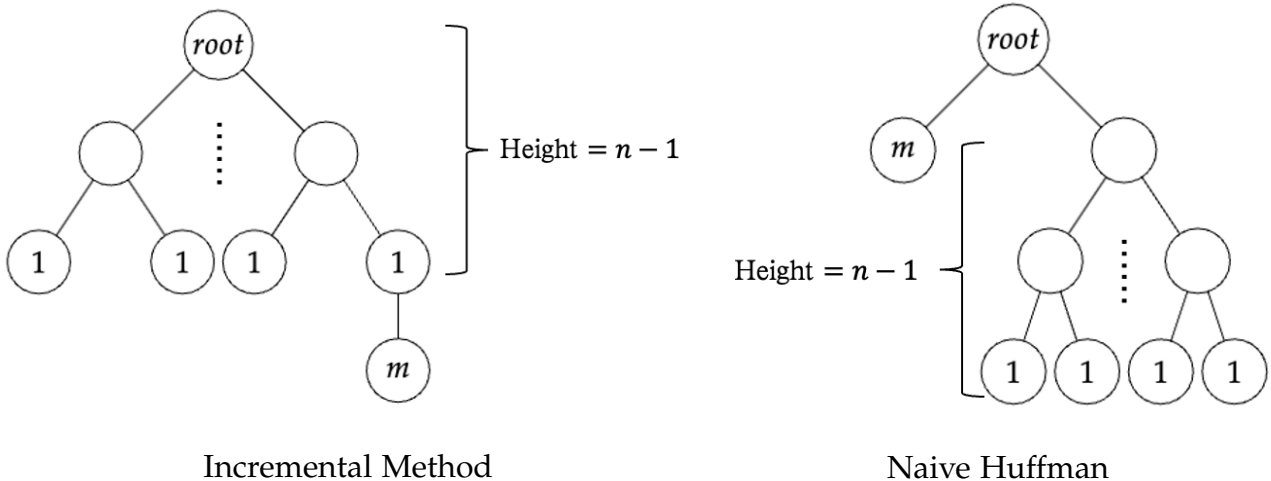 root
Height = n − 1
1
1
1
1
m
Incremental Method
root
m
Height = n − 1
1
1
1
1
Naive Huffman